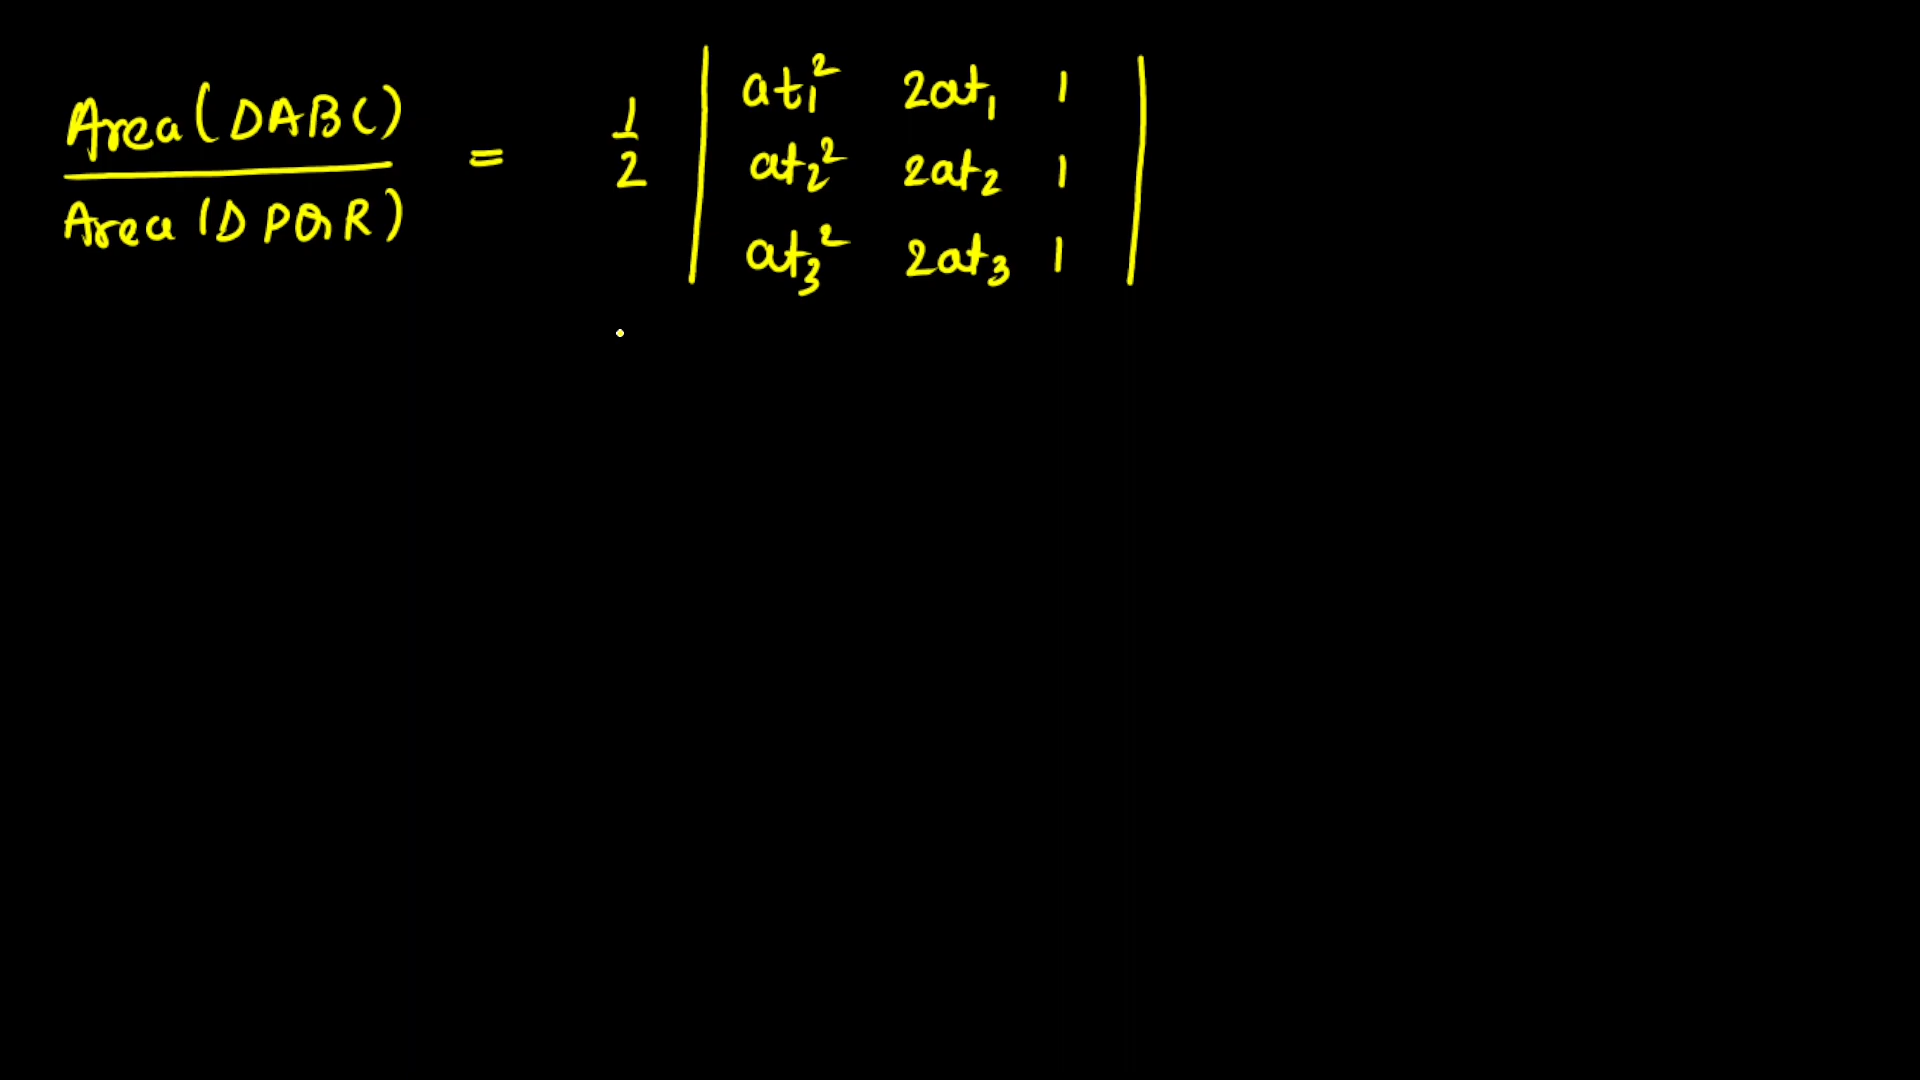 Area(DABC) / Area(DPQR) = 1/2 | at₁² 2at₁ 1 |
| at₂² 2at₂ 1 |
| at₃² 2at₃ 1 |